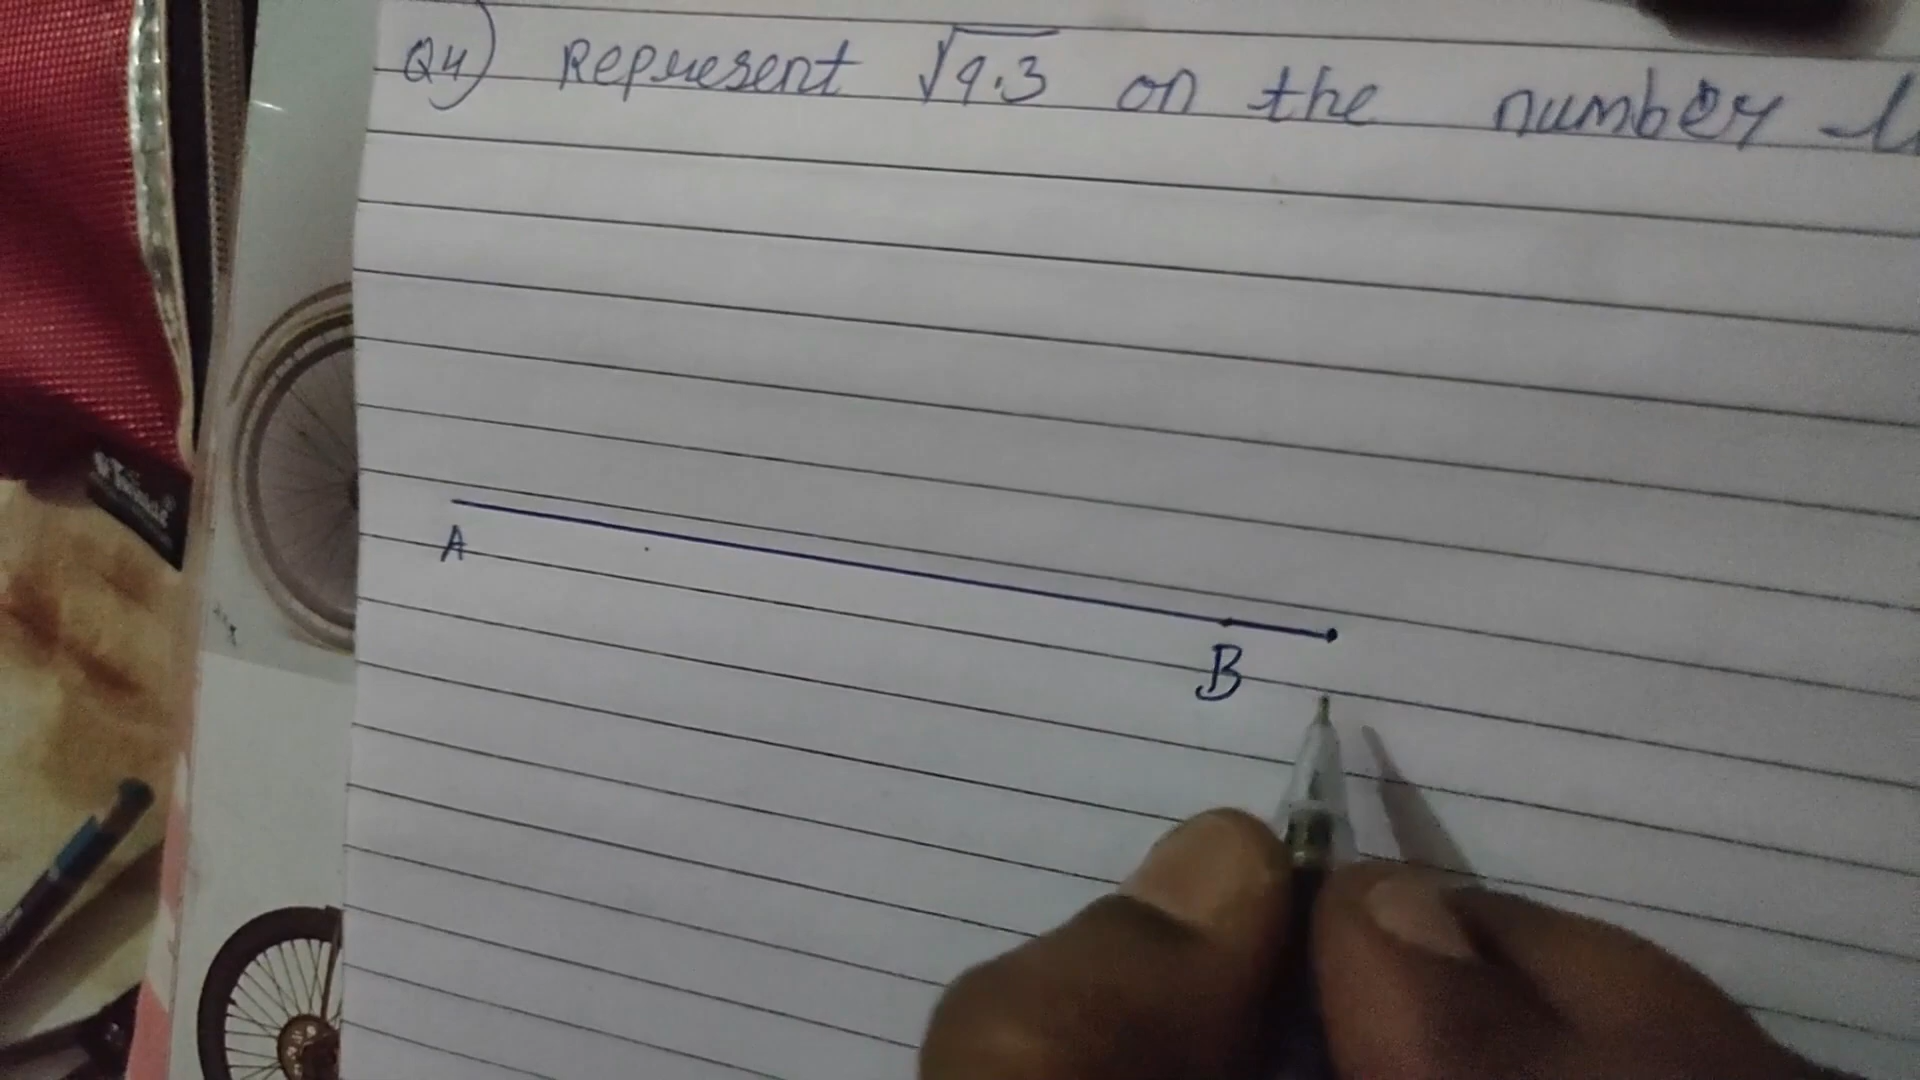 Q4) Represent √9.3 on the number
A
B